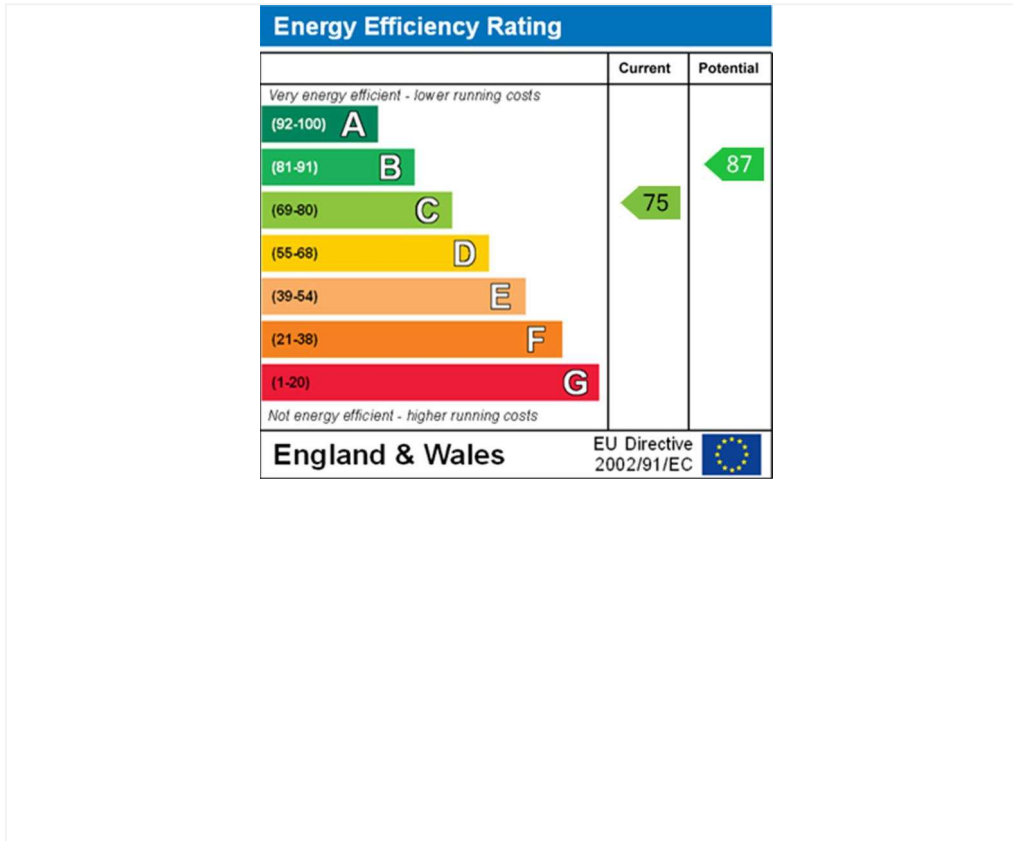 Energy Efficiency Rating
Current Potential
Very energy efficient - lower running costs
(92-100) A
(81-91) B 87
(69-80) C 75
(55-68) D
(39-54) E
(21-38) F
(1-20) G
Not energy efficient - higher running costs
England & Wales
EU Directive
2002/91/EC